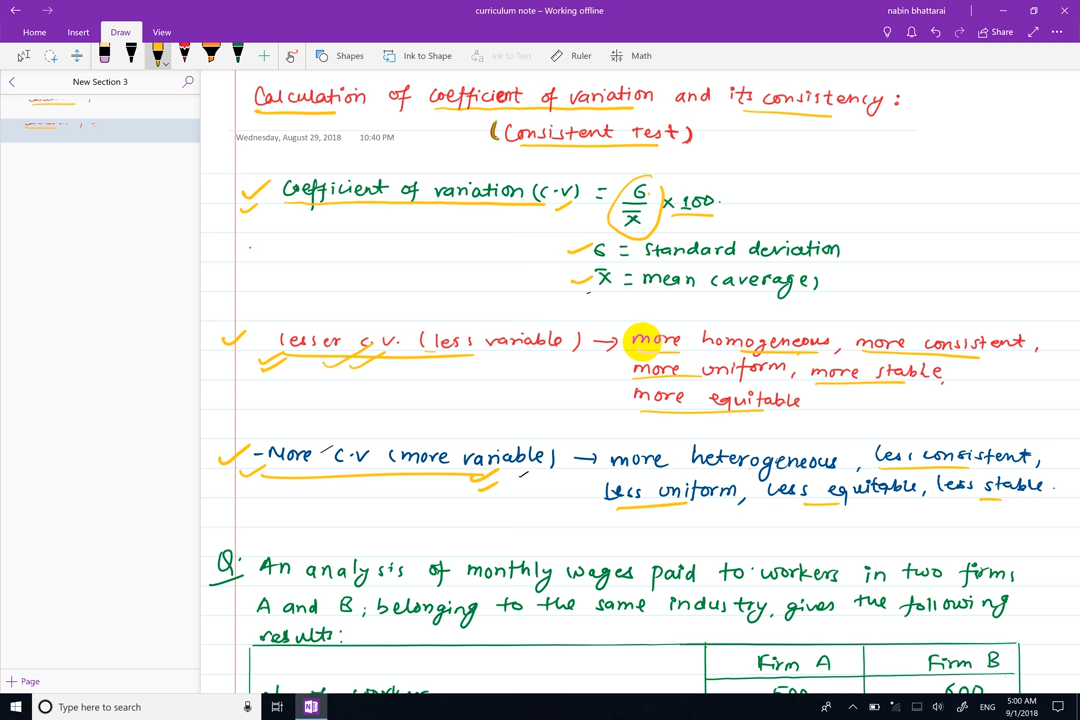 curriculum note – Working offline
nabin bhattarai
Home Insert Draw View
Share
Shapes Ink to Shape Ink to Text Ruler Math
New Section 3
Calculation of coefficient of variation and its consistency :
(Consistent Test)
Wednesday, August 29, 2018 10:40 PM
Coefficient of variation (C.V) = σ/x̄ × 100.
σ = Standard deviation
x̄ = mean (average)
lesser c.v. (less variable) → more homogeneous, more consistent,
more uniform, more stable,
more equitable
- More C.V (more variable) → more heterogeneous, less consistent,
less uniform, less equitable, less stable.
Q: An analysis of monthly wages paid to workers in two firms
A and B, belonging to the same industry, gives the following
results:
Firm A Firm B
workers 500 600
+ Page
Type here to search
ENG
5:00 AM
9/1/2018